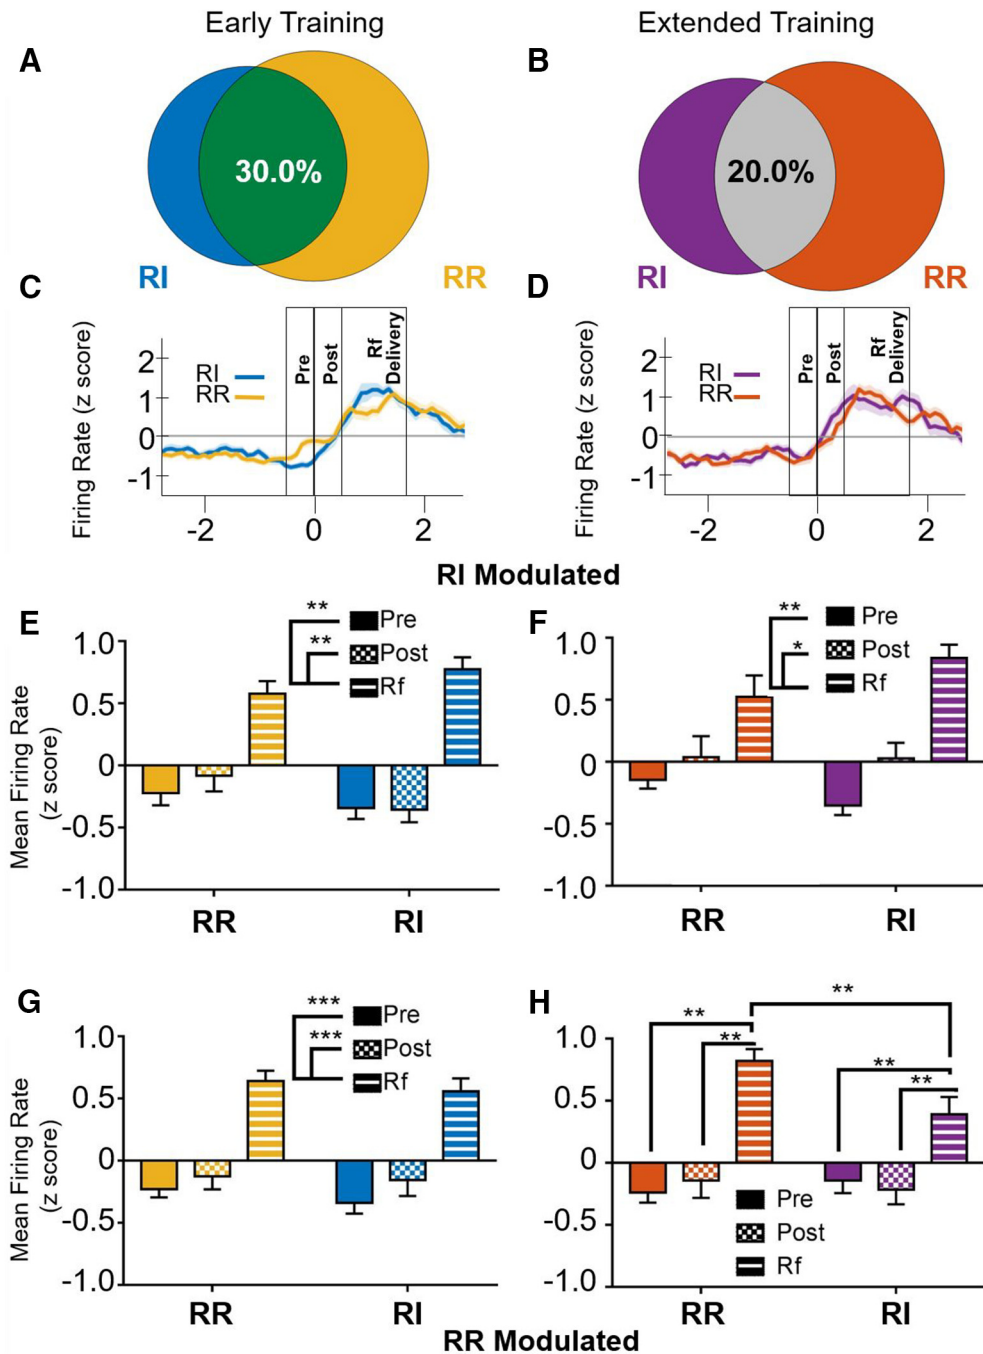 Early Training
Extended Training
A
B
30.0%
20.0%
RI
RR
RI
RR
C
D
Firing Rate (z score)
2
1
0
-1
RI
RR
Pre
Post
Rf
Delivery
-2
0
2
Firing Rate (z score)
2
1
0
-1
RI
RR
Pre
Post
Rf
Delivery
-2
0
2
RI Modulated
E
Mean Firing Rate
(z score)
1.0
0.5
0
-0.5
-1.0
**
**
Pre
Post
Rf
RR
RI
F
1.0
0.5
0
-0.5
-1.0
**
*
Pre
Post
Rf
RR
RI
G
Mean Firing Rate
(z score)
1.0
0.5
0
-0.5
-1.0
***
***
Pre
Post
Rf
RR
RI
H
1.0
0.5
0
-0.5
-1.0
**
**
**
**
**
Pre
Post
Rf
RR
RI
RR Modulated